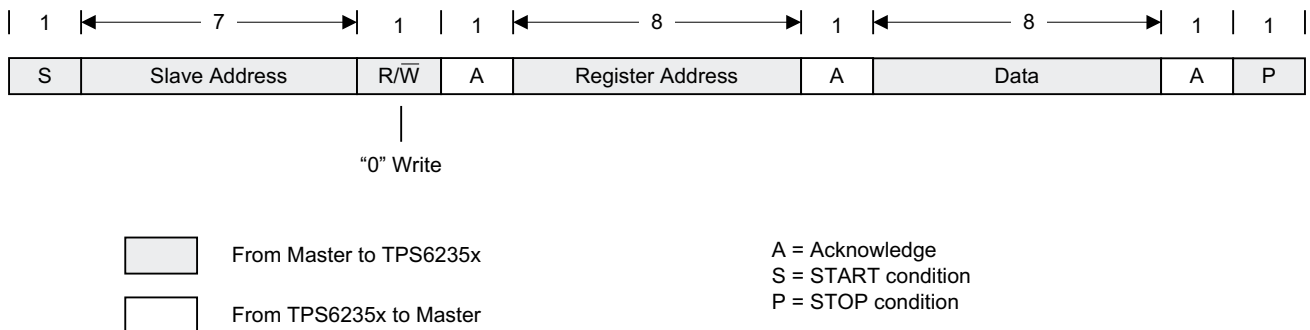 1 7 1 1 8 1 8 1 1
S Slave Address R/W̅ A Register Address A Data A P
“0” Write
From Master to TPS6235x
From TPS6235x to Master
A = Acknowledge
S = START condition
P = STOP condition